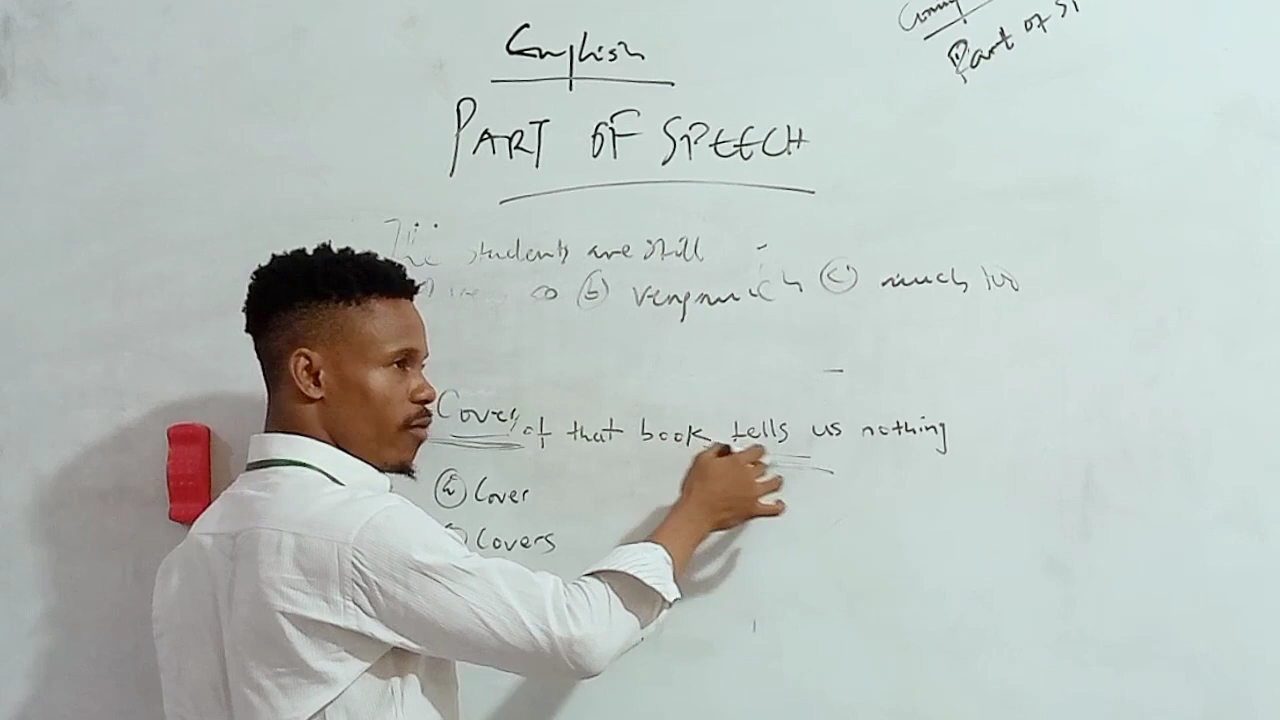 English
Part of
PART OF SPEECH
The students are still
so (b) verymuch (c) much too
Cover of that book tells us nothing
(a) Cover
Covers